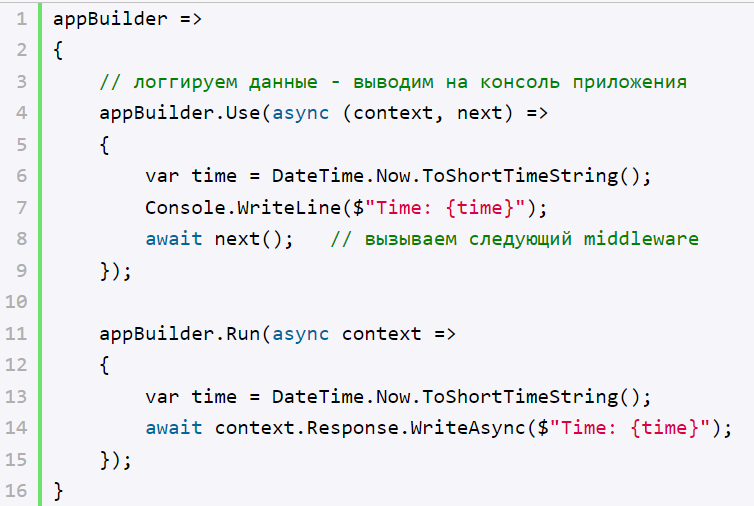 1 appBuilder =>
2 {
3     // логгируем данные - выводим на консоль приложения
4     appBuilder.Use(async (context, next) =>
5     {
6         var time = DateTime.Now.ToShortTimeString();
7         Console.WriteLine($"Time: {time}");
8         await next();   // вызываем следующий middleware
9     });
10
11     appBuilder.Run(async context =>
12     {
13         var time = DateTime.Now.ToShortTimeString();
14         await context.Response.WriteAsync($"Time: {time}");
15     });
16 }